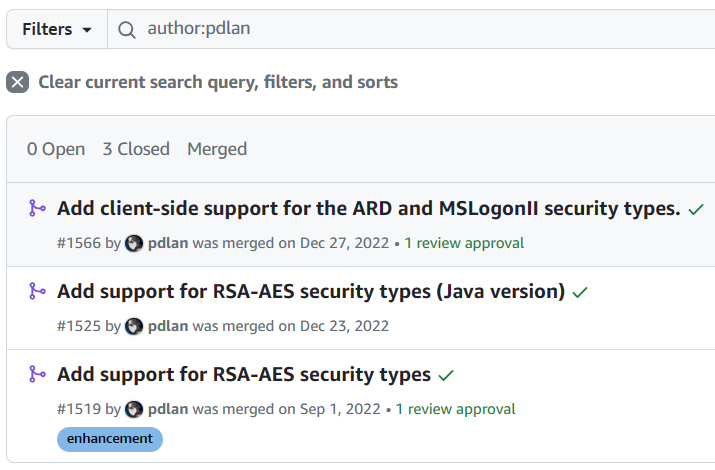 Filters author:pdlan
Clear current search query, filters, and sorts
0 Open 3 Closed Merged
Add client-side support for the ARD and MSLogonII security types.
#1566 by pdlan was merged on Dec 27, 2022 • 1 review approval
Add support for RSA-AES security types (Java version)
#1525 by pdlan was merged on Dec 23, 2022
Add support for RSA-AES security types
#1519 by pdlan was merged on Sep 1, 2022 • 1 review approval
enhancement